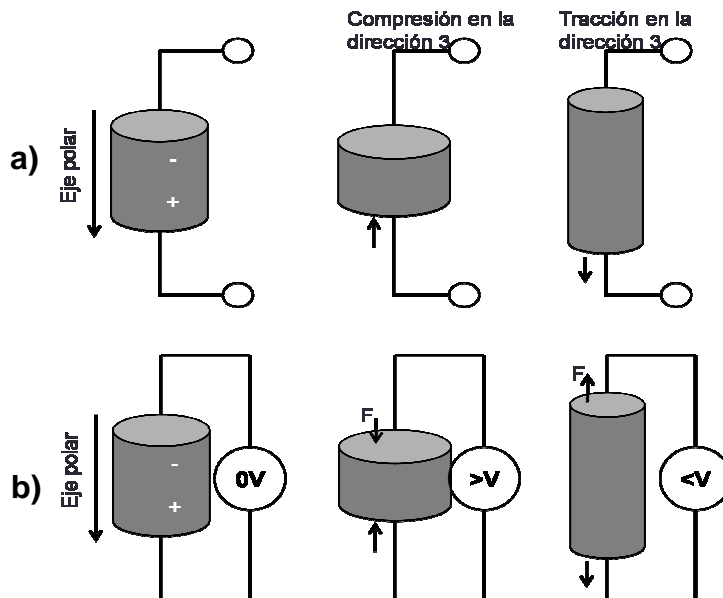 Compresión en la
dirección 3
Tracción en la
dirección 3
a)
Eje polar
-
+
b)
Eje polar
-
+
0V
F
>V
F
<V